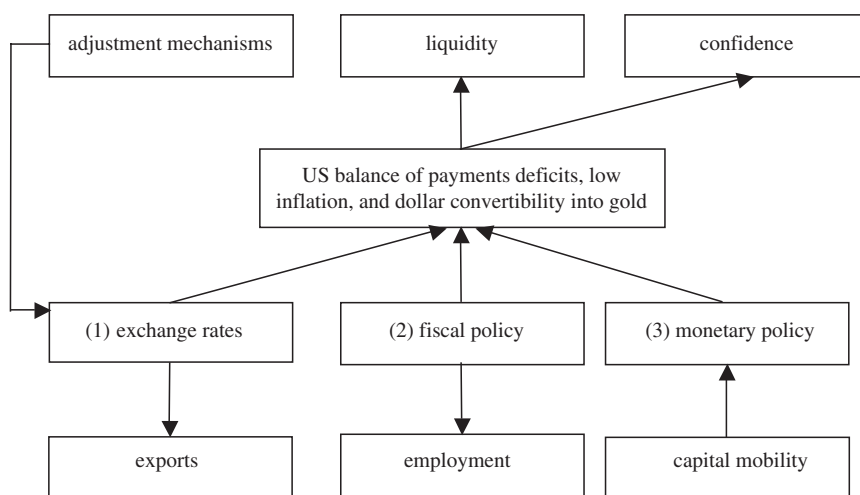 adjustment mechanisms
liquidity
confidence
US balance of payments deficits, low
inflation, and dollar convertibility into gold
(1) exchange rates
(2) fiscal policy
(3) monetary policy
exports
employment
capital mobility